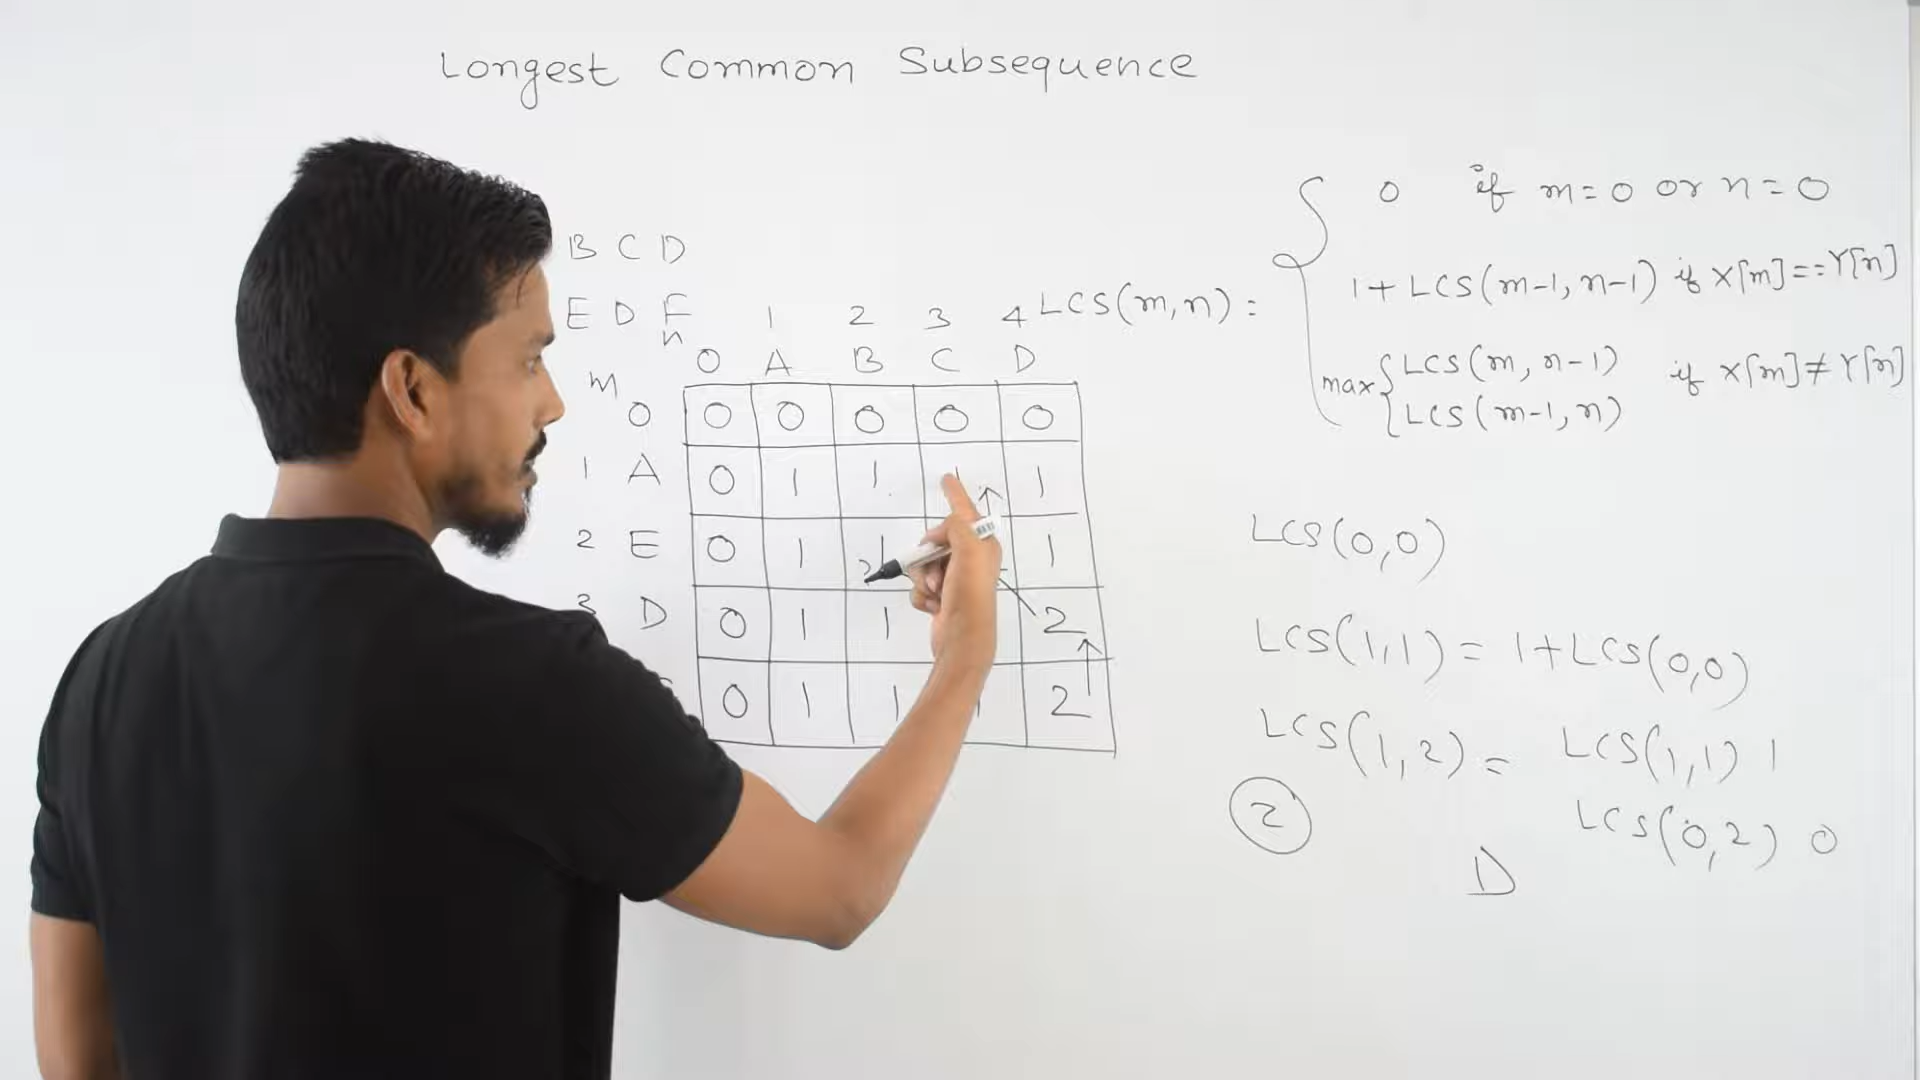 Longest Common Subsequence
B C D
E D F
n
1 2 3 4
0 A B C D
m
0 0 0 0 0 0
1 A 0 1 1 1
2 E 0 1 1 1
3 D 0 1 1 2
0 1 1 1 2
LCS(m,n) =
0 if m=0 or n=0
1+LCS(m-1,n-1) if X[m]==Y[n]
max{LCS(m,n-1) if X[m]≠Y[n]
LCS(m-1,n)
LCS(0,0)
LCS(1,1) = 1+LCS(0,0)
LCS(1,2) = LCS(1,1) 1
LCS(0,2) 0
2
D